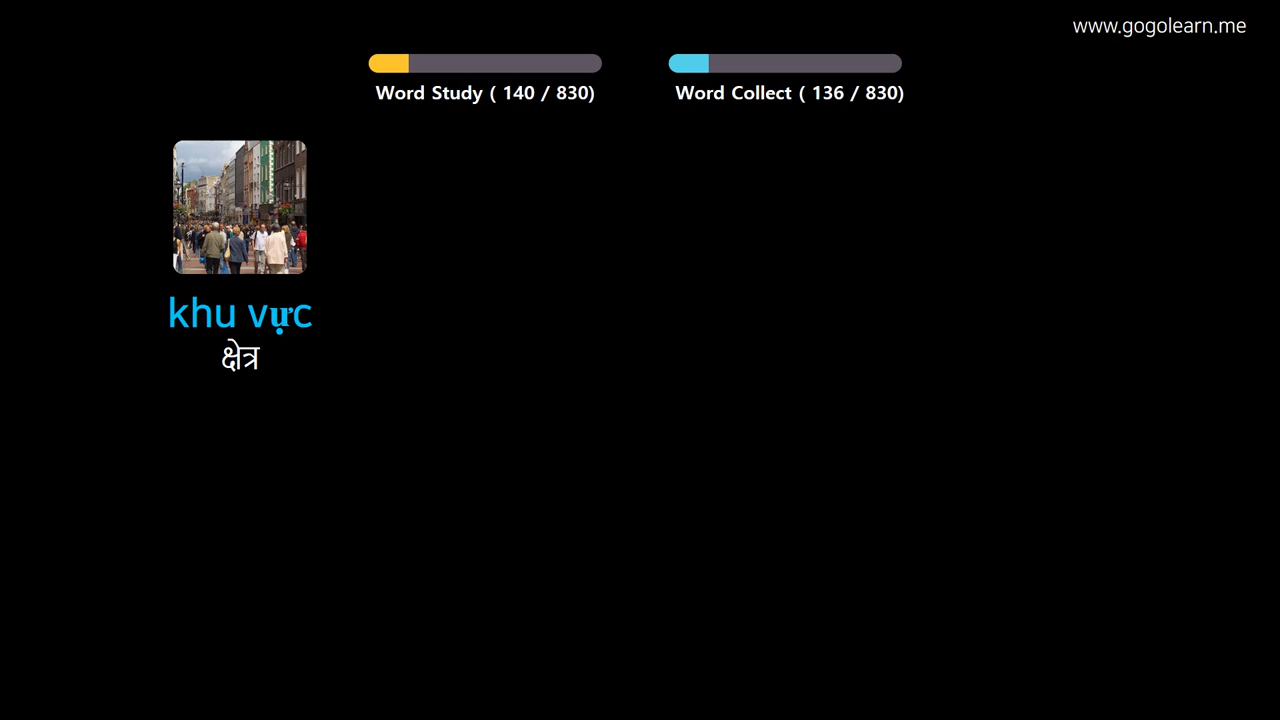 www.gogolearn.me
Word Study ( 140 / 830)
Word Collect ( 136 / 830)
khu vực
क्षेत्र